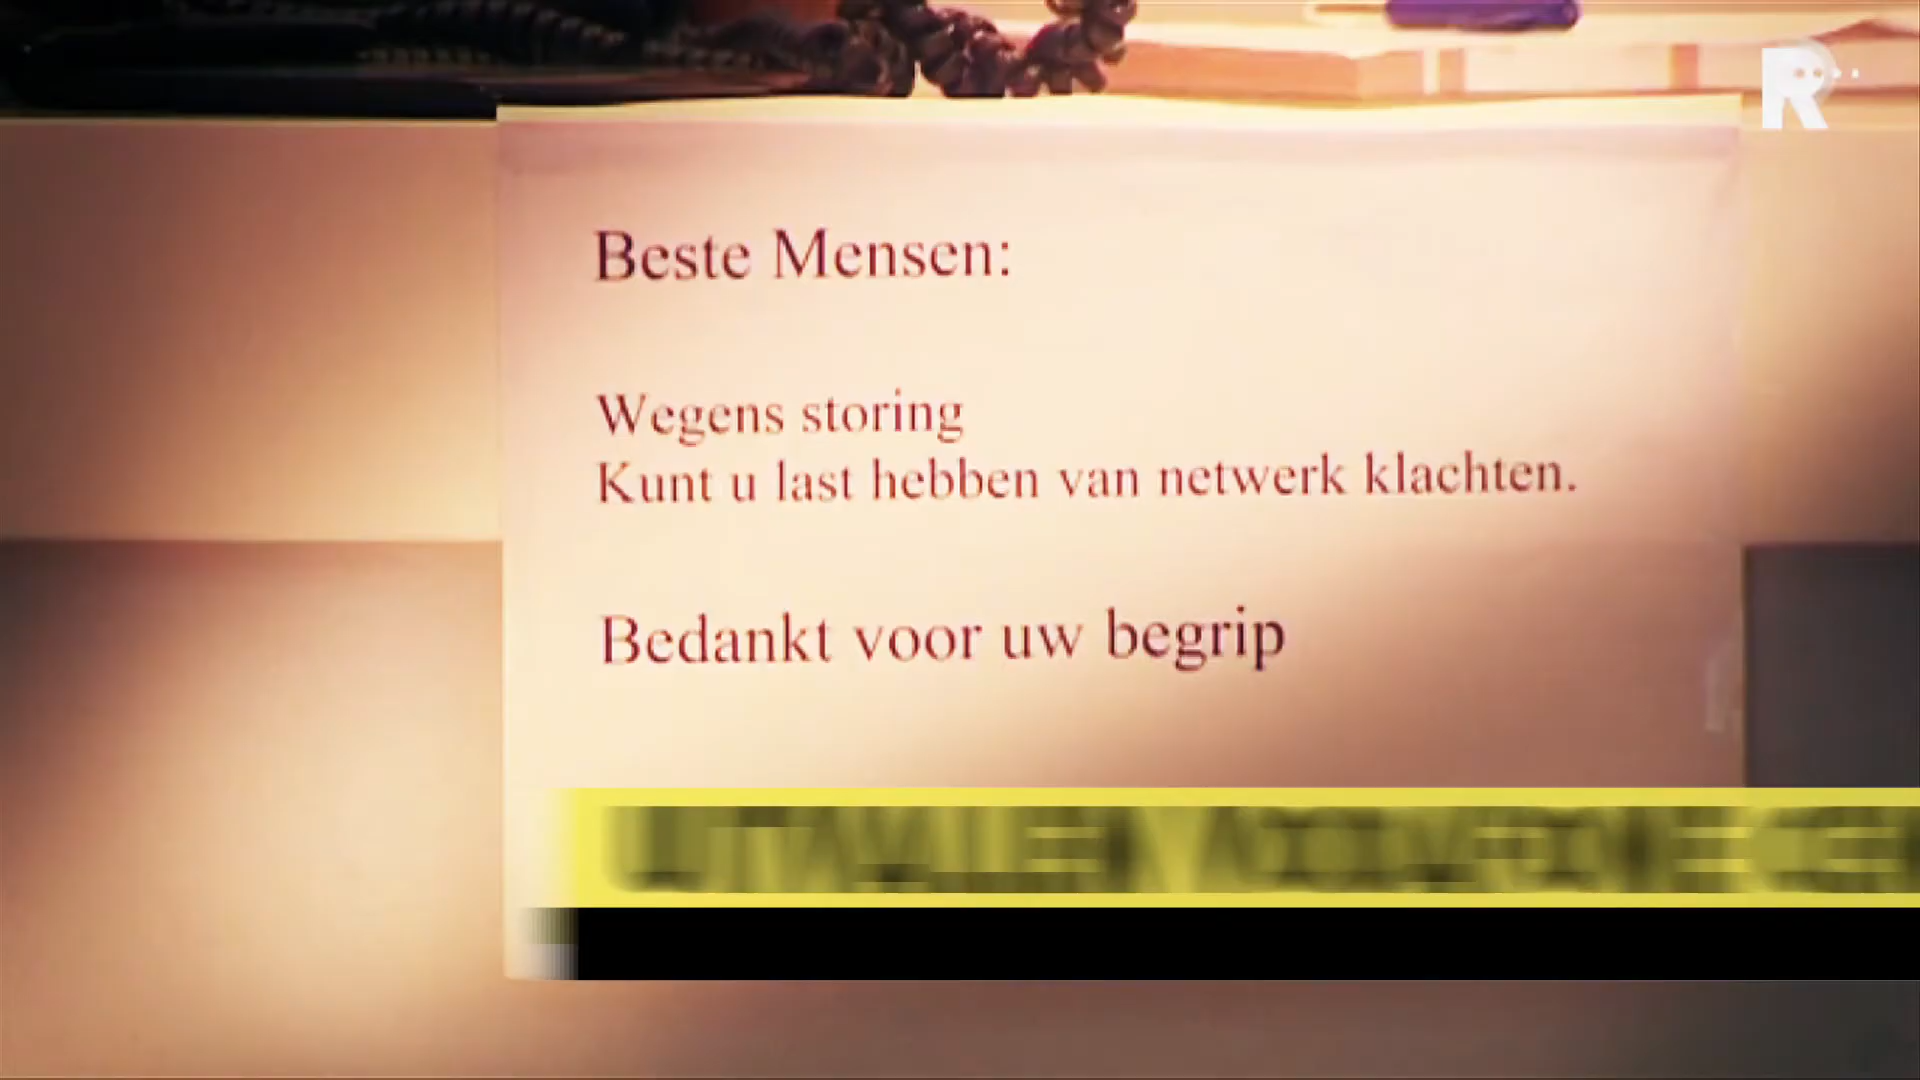 Beste Mensen:
Wegens storing
Kunt u last hebben van netwerk klachten.
Bedankt voor uw begrip
R